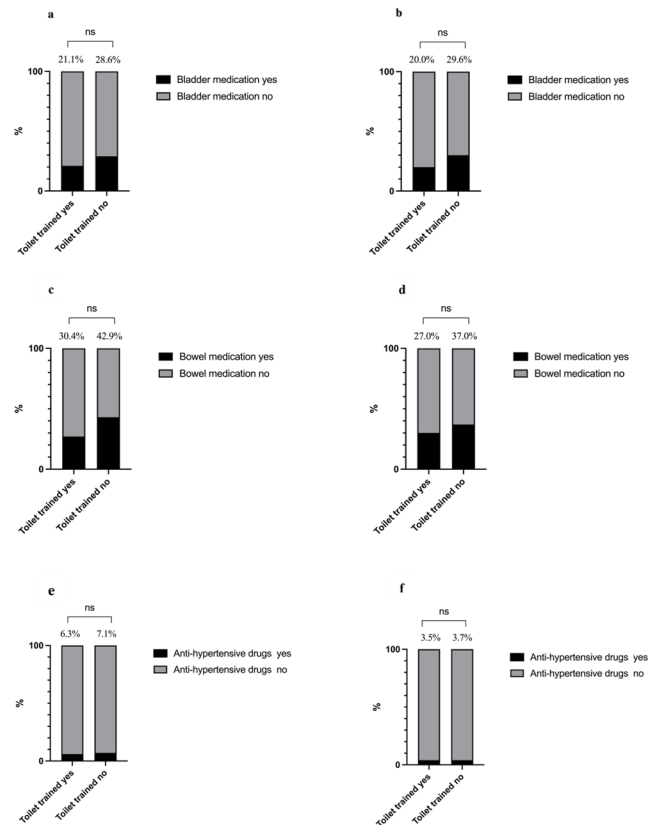 a
ns
21.1% 28.6%
100
%
0
Toilet trained yes
Toilet trained no
Bladder medication yes
Bladder medication no
b
ns
20.0% 29.6%
100
%
0
Toilet trained yes
Toilet trained no
Bladder medication yes
Bladder medication no
c
ns
30.4% 42.9%
100
%
0
Toilet trained yes
Toilet trained no
Bowel medication yes
Bowel medication no
d
ns
27.0% 37.0%
100
%
0
Toilet trained yes
Toilet trained no
Bowel medication yes
Bowel medication no
e
ns
6.3% 7.1%
100
%
0
Toilet trained yes
Toilet trained no
Anti-hypertensive drugs yes
Anti-hypertensive drugs no
f
ns
3.5% 3.7%
100
%
0
Toilet trained yes
Toilet trained no
Anti-hypertensive drugs yes
Anti-hypertensive drugs no